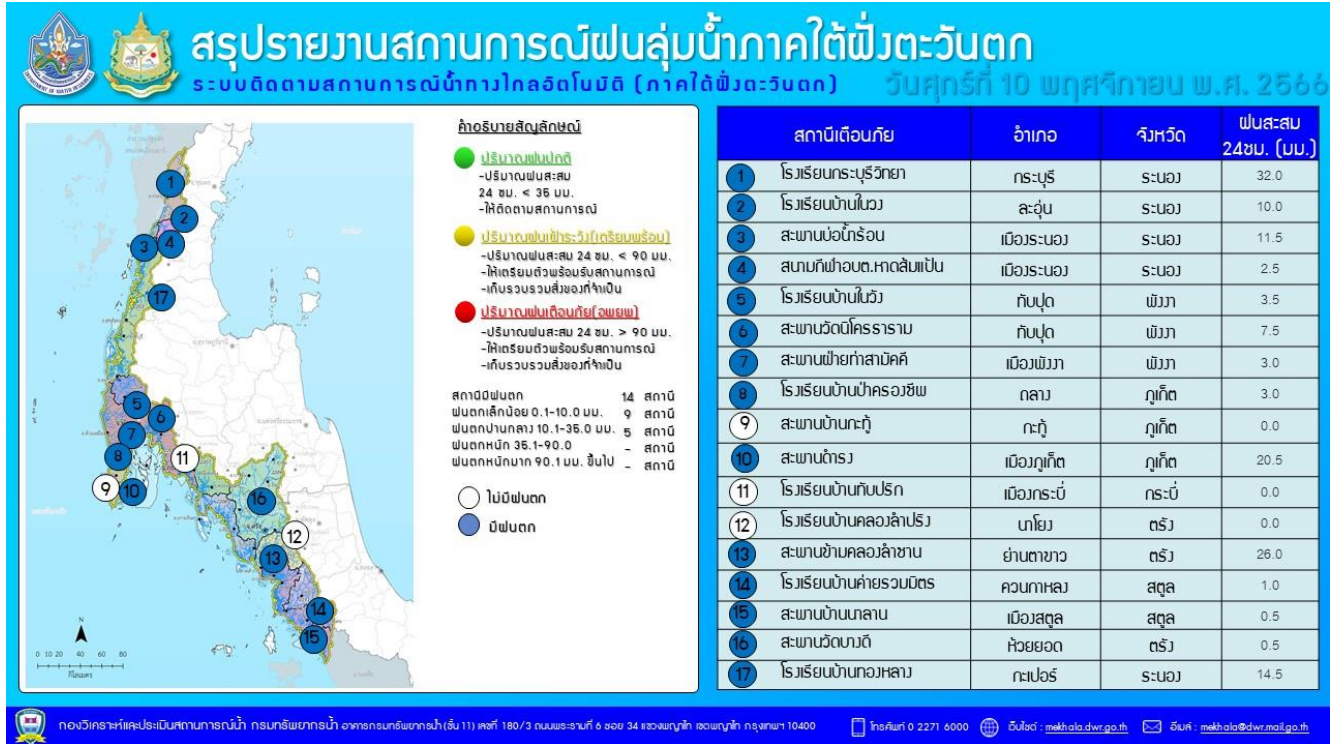 สรุปรายงานสถานการณ์ฝนลุ่มน้ำภาคใต้ฝั่งตะวันตก
ระบบติดตามสถานการณ์น้ำทางไกลอัตโนมัติ (ภาคใต้ฝั่งตะวันตก)
วันศุกร์ที่ 10 พฤศจิกายน พ.ศ. 2566
คำอธิบายสัญลักษณ์
ปริมาณฝนปกติ
-ปริมาณฝนสะสม
24 ชม. < 35 มม.
-ให้ติดตามสถานการณ์
ปริมาณฝนเฝ้าระวัง(เตรียมพร้อม)
-ปริมาณฝนสะสม 24 ชม. < 90 มม.
-ให้เตรียมตัวพร้อมรับสถานการณ์
-เก็บรวบรวมสิ่งของที่จำเป็น
ปริมาณฝนเตือนภัย(อพยพ)
-ปริมาณฝนสะสม 24 ชม. > 90 มม.
-ให้เตรียมตัวพร้อมรับสถานการณ์
-เก็บรวบรวมสิ่งของที่จำเป็น
สถานีมีฝนตก 14 สถานี
ฝนตกเล็กน้อย 0.1-10.0 มม. 9 สถานี
ฝนตกปานกลาง 10.1-35.0 มม. 5 สถานี
ฝนตกหนัก 35.1-90.0 - สถานี
ฝนตกหนักมาก 90.1 มม. ขึ้นไป - สถานี
ไม่มีฝนตก
มีฝนตก
1
2
3 4
17
5
6
7
8
11
9 10
16
12
13
14
15
N
0 10 20 40 60 80
กิโลเมตร
สถานีเตือนภัย อำเภอ จังหวัด ฝนสะสม 24ชม. (มม.)
1 โรงเรียนกระบุรีวิทยา กระบุรี ระนอง 32.0
2 โรงเรียนบ้านในวง ละอุ่น ระนอง 10.0
3 สะพานบ่อน้ำร้อน เมืองระนอง ระนอง 11.5
4 สนามกีฬาอบต.หาดส้มแป้น เมืองระนอง ระนอง 2.5
5 โรงเรียนบ้านในวัง ทับปุด พังงา 3.5
6 สะพานวัดนิโครธาราม ทับปุด พังงา 7.5
7 สะพานฝ่ายท่าสามัคคี เมืองพังงา พังงา 3.0
8 โรงเรียนบ้านป่าครองชีพ ถลาง ภูเก็ต 3.0
9 สะพานบ้านกะทู้ กะทู้ ภูเก็ต 0.0
10 สะพานดำรง เมืองภูเก็ต ภูเก็ต 20.5
11 โรงเรียนบ้านทับปริก เมืองกระบี่ กระบี่ 0.0
12 โรงเรียนบ้านคลองลำปริง นาโยง ตรัง 0.0
13 สะพานข้ามคลองลำชาน ย่านตาขาว ตรัง 26.0
14 โรงเรียนบ้านค่ายรวมมิตร ควนกาหลง สตูล 1.0
15 สะพานบ้านนาลาน เมืองสตูล สตูล 0.5
16 สะพานวัดบางดี ห้วยยอด ตรัง 0.5
17 โรงเรียนบ้านทองหลาง กะเปอร์ ระนอง 14.5
กองวิเคราะห์และประเมินสถานการณ์น้ำ กรมทรัพยากรน้ำ อาคารกรมทรัพยากรน้ำ (ชั้น 11) เลขที่ 180/3 ถนนพระรามที่ 6 ซอย 34 แขวงพญาไท เขตพญาไท กรุงเทพฯ 10400 โทรศัพท์ 0 2271 6000 เว็บไซต์ : mekhala.dwr.go.th อีเมล์ : mekhala@dwr.mail.go.th